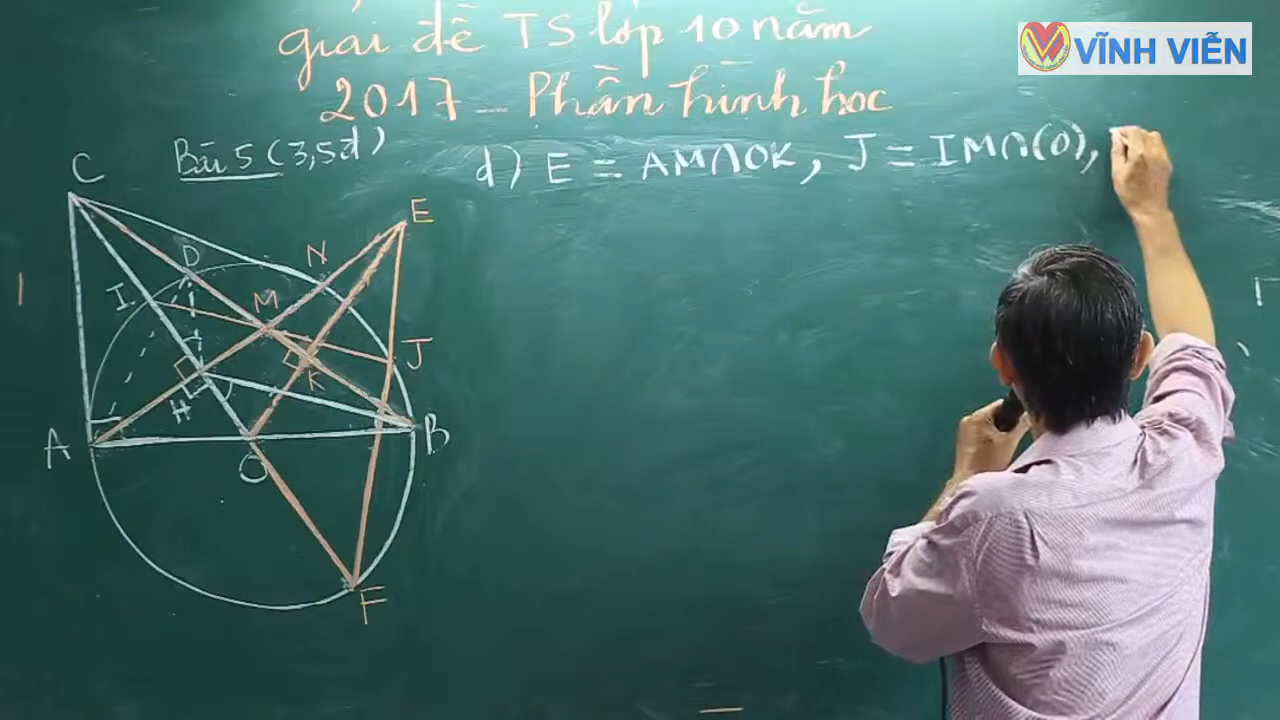 giải đề TS lớp 10 năm
2017 - Phần hình học
VĨNH VIỄN
Bài 5 (3,5đ)
d) E = AM∩OK, J = IM∩(O),
C
E
D
N
I
M
J
K
H
A
B
O
F